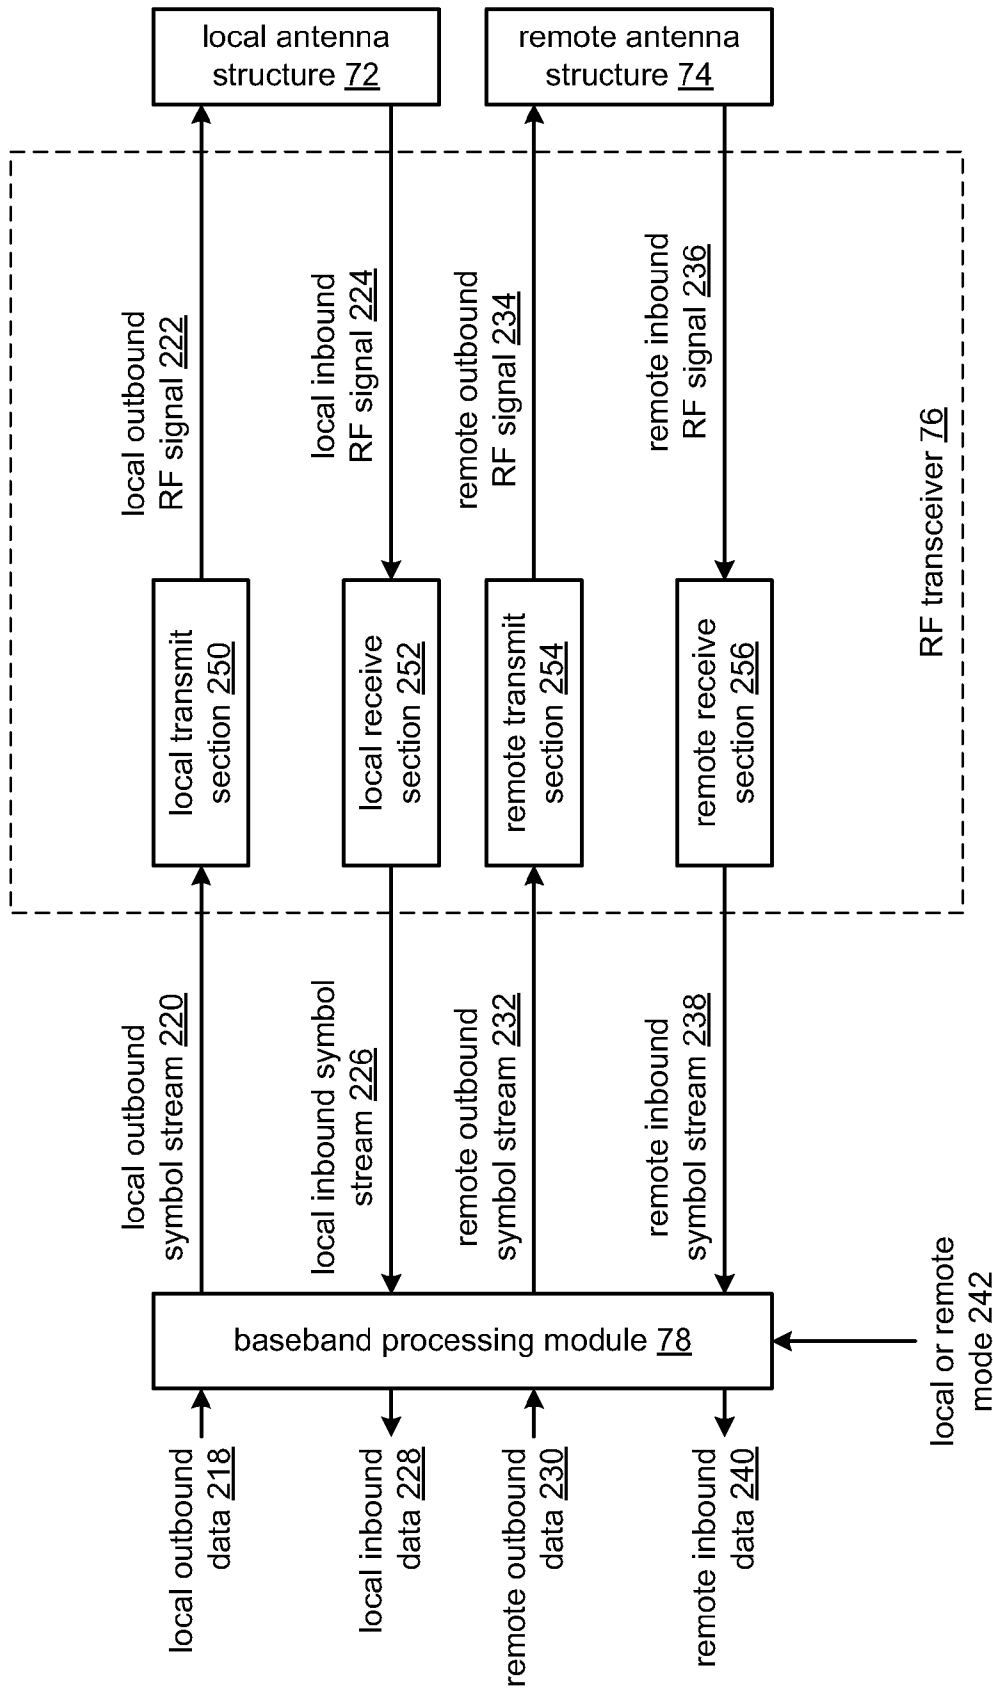 local antenna
structure 72
remote antenna
structure 74
local outbound
RF signal 222
local inbound
RF signal 224
remote outbound
RF signal 234
remote inbound
RF signal 236
RF transceiver 76
local transmit
section 250
local receive
section 252
remote transmit
section 254
remote receive
section 256
local outbound
symbol stream 220
local inbound symbol
stream 226
remote outbound
symbol stream 232
remote inbound
symbol stream 238
baseband processing module 78
local or remote
mode 242
local outbound
data 218
local inbound
data 228
remote outbound
data 230
remote inbound
data 240